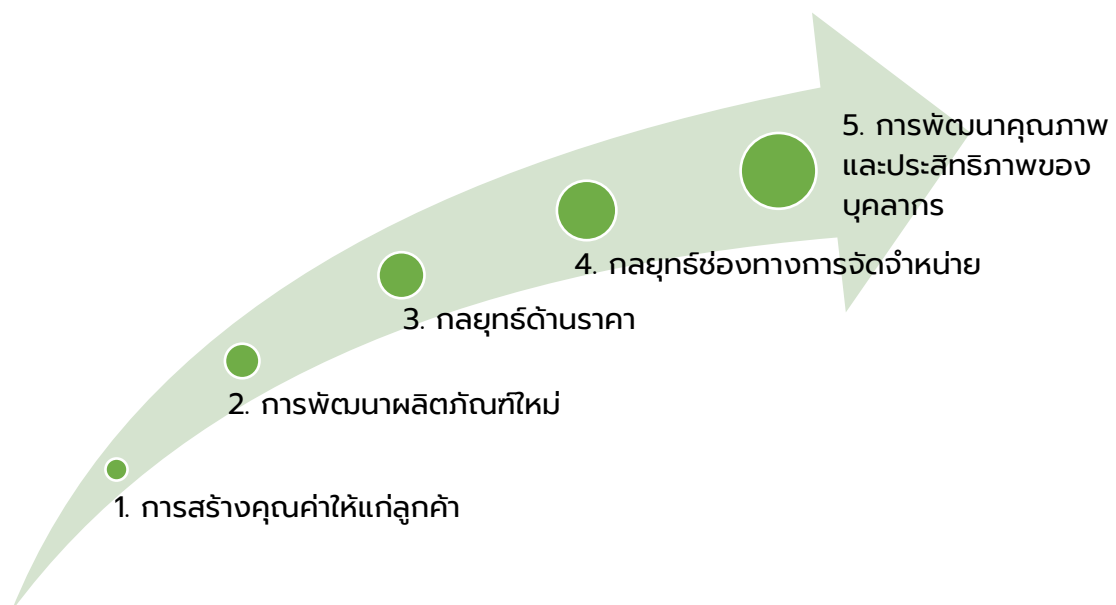 5. การพัฒนาคุณภาพ
และประสิทธิภาพของ
บุคลากร
4. กลยุทธ์ช่องทางการจัดจำหน่าย
3. กลยุทธ์ด้านราคา
2. การพัฒนาผลิตภัณฑ์ใหม่
1. การสร้างคุณค่าให้แก่ลูกค้า